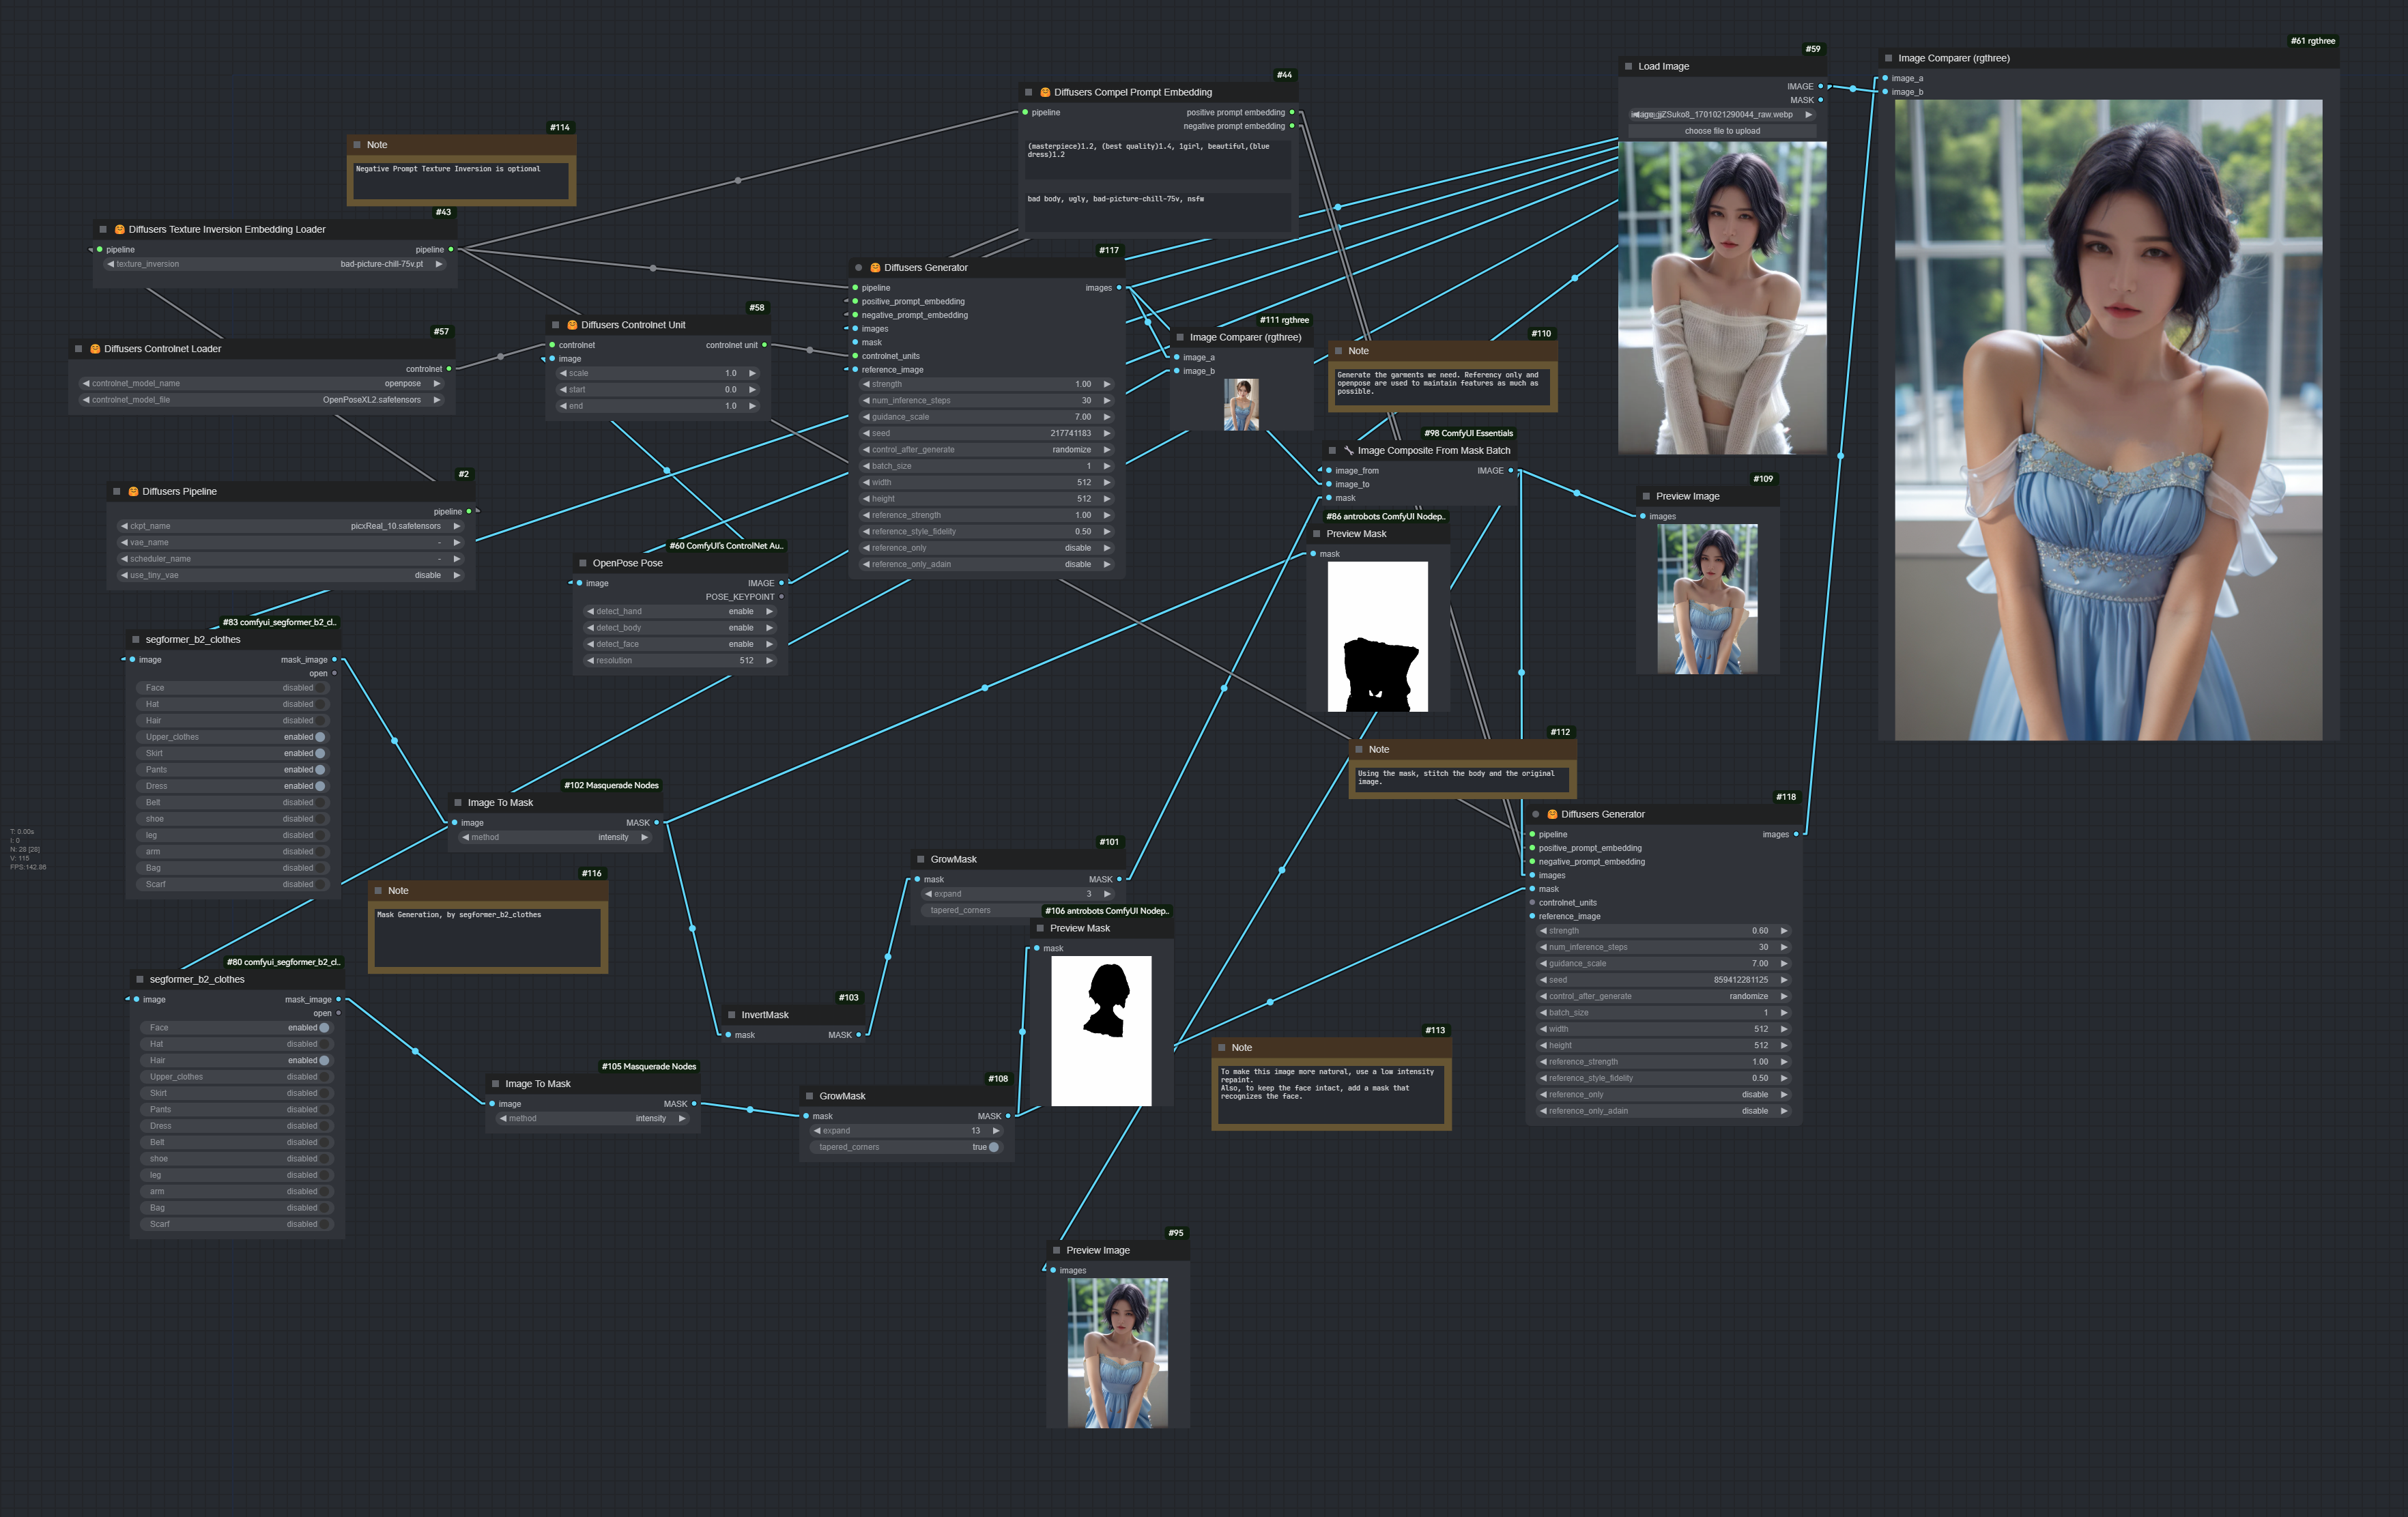 #114
Note
Negative Prompt Texture Inversion is optional
#43
Diffusers Texture Inversion Embedding Loader
pipeline pipeline
texture_inversion bad-picture-chill-75v.pt
#57
Diffusers Controlnet Loader
controlnet
controlnet_model_name openpose
controlnet_model_file OpenPoseXL2.safetensors
#2
Diffusers Pipeline
pipeline
ckpt_name picxReal_10.safetensors
vae_name -
scheduler_name -
use_tiny_vae disable
#58
Diffusers Controlnet Unit
controlnet controlnet unit
image
scale 1.0
start 0.0
end 1.0
#60 ComfyUI's ControlNet Au..
OpenPose Pose
image IMAGE
POSE_KEYPOINT
detect_hand enable
detect_body enable
detect_face enable
resolution 512
#44
Diffusers Compel Prompt Embedding
pipeline positive prompt embedding
negative prompt embedding
(masterpiece)1.2, (best quality)1.4, 1girl, beautiful,(blue
dress)1.2
bad body, ugly, bad-picture-chill-75v, nsfw
#117
Diffusers Generator
pipeline images
positive_prompt_embedding
negative_prompt_embedding
images
mask
controlnet_units
reference_image
strength 1.00
num_inference_steps 30
guidance_scale 7.00
seed 217741183
control_after_generate randomize
batch_size 1
width 512
height 512
reference_strength 1.00
reference_style_fidelity 0.50
reference_only disable
reference_only_adain disable
#111 rgthree
Image Comparer (rgthree)
image_a
image_b
#110
Note
Generate the garments we need. Referency only and
openpose are used to maintain features as much as
possible.
#98 ComfyUI Essentials
Image Composite From Mask Batch
image_from IMAGE
image_to
mask
#86 antrobots ComfyUI Nodep..
Preview Mask
mask
#59
Load Image
IMAGE
MASK
choose file to upload
#61 rgthree
Image Comparer (rgthree)
image_a
image_b
#109
Preview Image
images
#112
Note
Using the mask, stitch the body and the original
image.
#118
Diffusers Generator
pipeline images
positive_prompt_embedding
negative_prompt_embedding
images
mask
controlnet_units
reference_image
strength 0.60
num_inference_steps 30
guidance_scale 7.00
seed 859412281125
control_after_generate randomize
batch_size 1
width 512
height 512
reference_strength 1.00
reference_style_fidelity 0.50
reference_only disable
reference_only_adain disable
#83 comfyui_segformer_b2_cl..
segformer_b2_clothes
image mask_image
open
Face disabled
Hat disabled
Hair disabled
Upper_clothes enabled
Skirt enabled
Pants enabled
Dress enabled
Belt disabled
shoe disabled
leg disabled
arm disabled
Bag disabled
Scarf disabled
T: 0.00s
I: 0
N: 28 [28]
V: 115
FPS:142.86
#102 Masquerade Nodes
Image To Mask
image MASK
method intensity
#116
Note
Mask Generation, by segformer_b2_clothes
#80 comfyui_segformer_b2_cl..
segformer_b2_clothes
image mask_image
open
Face enabled
Hat disabled
Hair enabled
Upper_clothes disabled
Skirt disabled
Pants disabled
Dress disabled
Belt disabled
shoe disabled
leg disabled
arm disabled
Bag disabled
Scarf disabled
#101
GrowMask
mask MASK
expand 3
tapered_corners
#106 antrobots ComfyUI Nodep..
Preview Mask
mask
#103
InvertMask
mask MASK
#105 Masquerade Nodes
Image To Mask
image MASK
method intensity
#108
GrowMask
mask MASK
expand 13
tapered_corners true
#113
Note
To make this image more natural, use a low intensity
repaint.
Also, to keep the face intact, add a mask that
recognizes the face.
#95
Preview Image
images